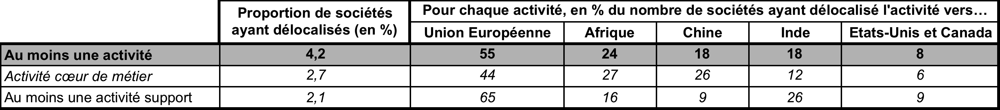 Proportion de sociétés
ayant délocalisés (en %)
Pour chaque activité, en % du nombre de sociétés ayant délocalisé l'activité vers…
Union Européenne Afrique Chine Inde Etats-Unis et Canada
Au moins une activité 4,2 55 24 18 18 8
Activité cœur de métier 2,7 44 27 26 12 6
Au moins une activité support 2,1 65 16 9 26 9